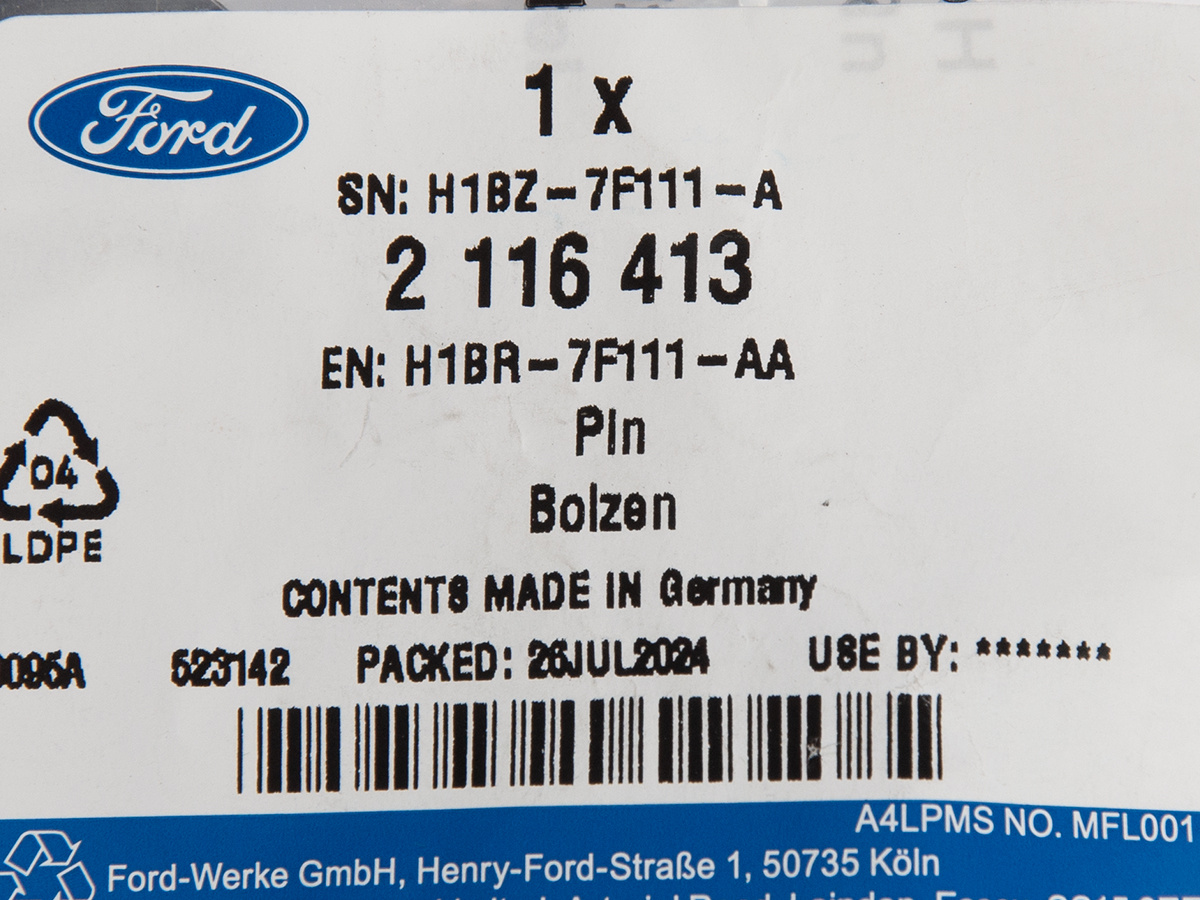 Ford
1 x
SN: H1BZ-7F111-A
2 116 413
EN: H1BR-7F111-AA
Pin
Bolzen
04
LDPE
CONTENTS MADE IN Germany
523142 PACKED: 26JUL2024 USE BY: *******
A4LPMS NO. MFL001
Ford-Werke GmbH, Henry-Ford-Straße 1, 50735 Köln